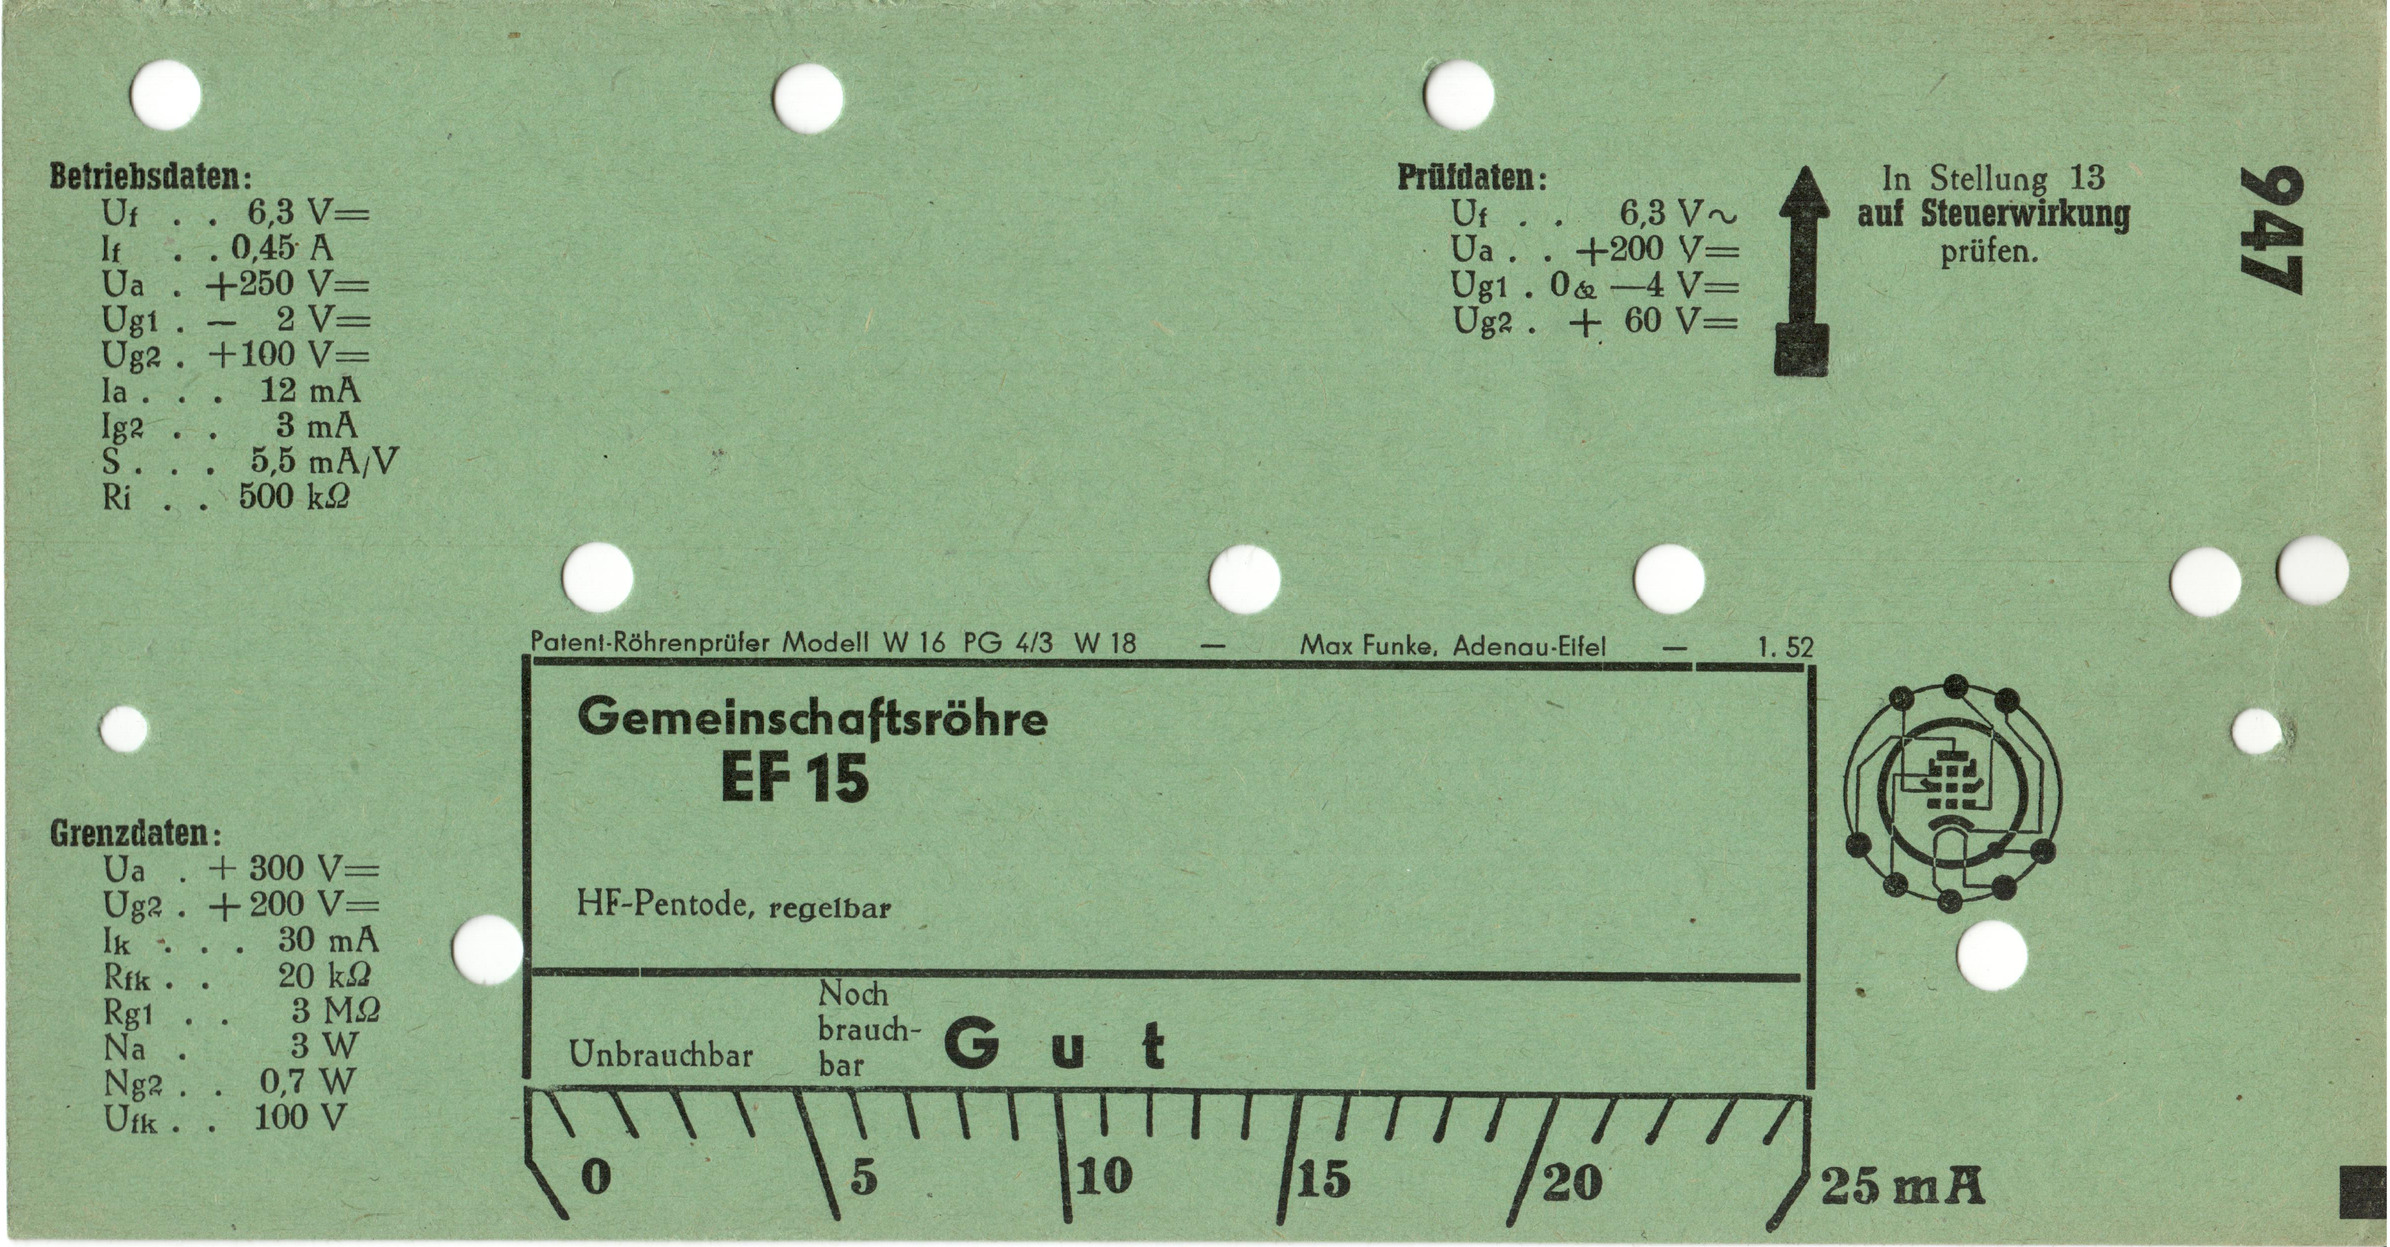 Betriebsdaten:
Uf . . 6,3 V=
If . . 0,45 A
Ua . +250 V=
Ug1 . — 2 V=
Ug2 . +100 V=
Ia . . . 12 mA
Ig2 . . 3 mA
S . . . 5,5 mA/V
Ri . . 500 kΩ
Prüfdaten:
Uf . . 6,3 V~
Ua . . +200 V=
Ug1 . 0 & —4 V=
Ug2 . + 60 V=
In Stellung 13
auf Steuerwirkung
prüfen.
947
Patent-Röhrenprüfer Modell W 16 PG 4/3 W 18 — Max Funke, Adenau-Eifel — 1. 52
Gemeinschaftsröhre
EF 15
HF-Pentode, regelbar
Grenzdaten:
Ua . + 300 V=
Ug2 . +200 V=
Ik . . . 30 mA
Rfk . . 20 kΩ
Rg1 . . 3 MΩ
Na . 3 W
Ng2 . . 0,7 W
Ufk . . 100 V
Unbrauchbar
Noch
brauch-
bar
Gut
0 5 10 15 20 25 mA